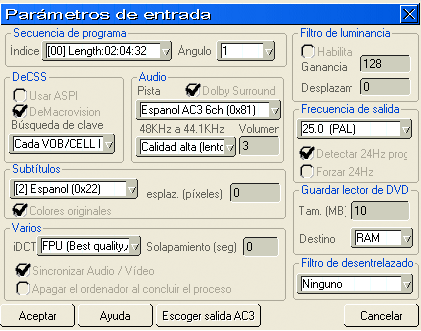 Parámetros de entrada
Secuencia de programa
Índice [00] Length:02:04:32 Ángulo 1
DeCSS
Usar ASPI
DeMacrovision
Búsqueda de clave
Cada VOB/CELL I
Audio
Pista Dolby Surround
Espanol AC3 6ch (0x81)
48KHz a 44.1KHz Volumer
Calidad alta (lento 3
Subtítulos
[2] Espanol (0x22) esplaz. (píxeles) 0
Colores originales
Varios
iDCT FPU (Best quality, Solapamiento (seg) 0
Sincronizar Audio / Vídeo
Apagar el ordenador al concluir el proceso
Filtro de luminancia
Habilita
Ganancia 128
Desplazam 0
Frecuencia de salida
25.0 (PAL)
Detectar 24Hz prog
Forzar 24Hz
Guardar lector de DVD
Tam. (MB) 10
Destino RAM
Filtro de desentrelazado
Ninguno
Aceptar Ayuda Escoger salida AC3 Cancelar